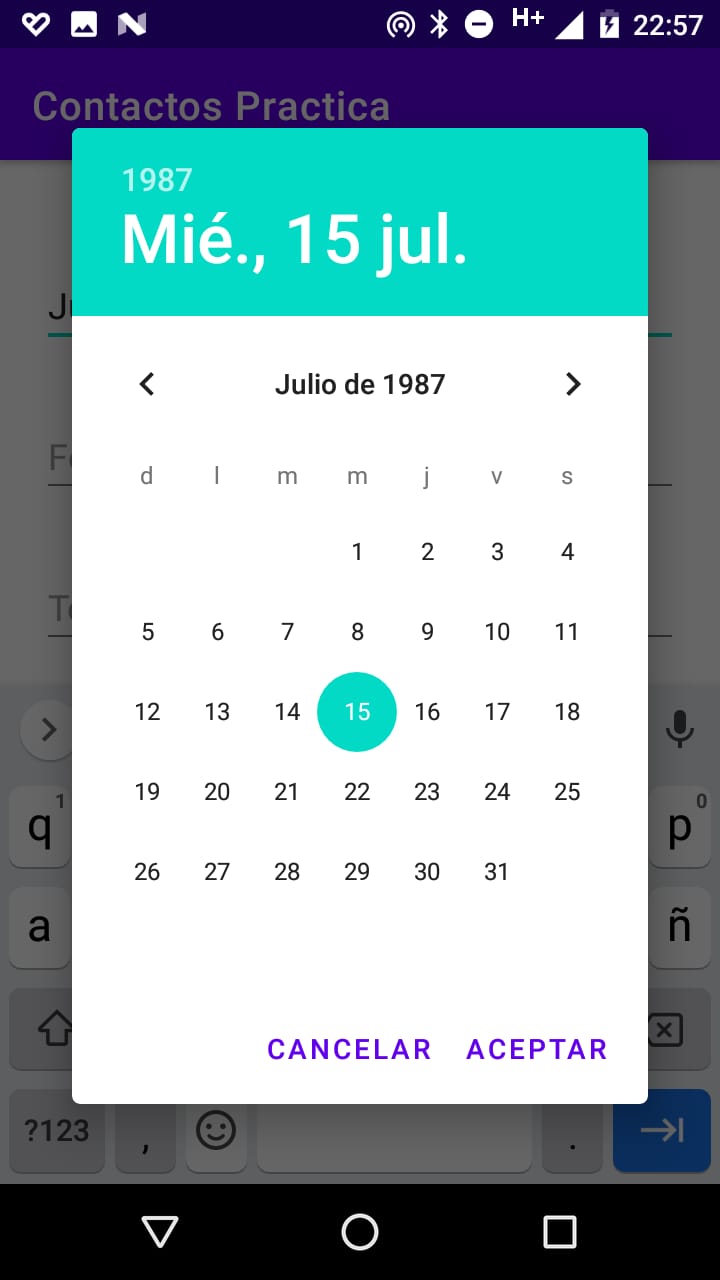 H+ 22:57
Contactos Practica
1987
Mié., 15 jul.
Julio de 1987
d l m m j v s
1 2 3 4
5 6 7 8 9 10 11
12 13 14 15 16 17 18
19 20 21 22 23 24 25
26 27 28 29 30 31
CANCELAR ACEPTAR
q 1 p 0
a ñ
?123 , .